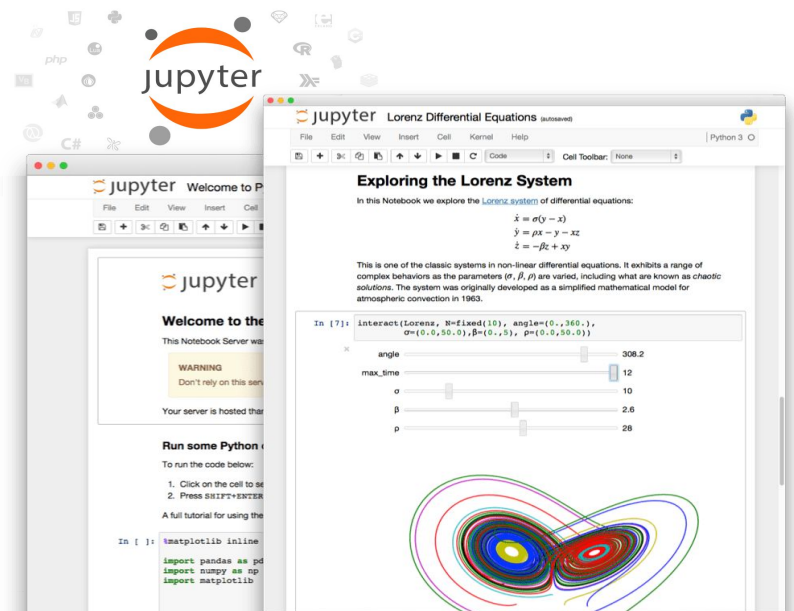 php
jupyter
C#
jupyter Lorenz Differential Equations (autosaved)
File Edit View Insert Cell Kernel Help
Python 3
Code
Cell Toolbar: None
Exploring the Lorenz System
In this Notebook we explore the Lorenz system of differential equations:
ẋ = σ(y − x)
ẏ = ρx − y − xz
ż = −βz + xy
This is one of the classic systems in non-linear differential equations. It exhibits a range of
complex behaviors as the parameters (σ, β, ρ) are varied, including what are known as chaotic
solutions. The system was originally developed as a simplified mathematical model for
atmospheric convection in 1963.
In [7]: interact(Lorenz, N=fixed(10), angle=(0.,360.),
σ=(0.0,50.0),β=(0.,5), ρ=(0.0,50.0))
angle 308.2
max_time 12
σ 10
β 2.6
ρ 28
jupyter Welcome to P
File Edit View Insert Cell
jupyter
Welcome to the
This Notebook Server was
WARNING
Don't rely on this serv
Your server is hosted than
Run some Python c
To run the code below:
1. Click on the cell to se
2. Press SHIFT+ENTER
A full tutorial for using the
In [ ]: %matplotlib inline
import pandas as pd
import numpy as np
import matplotlib